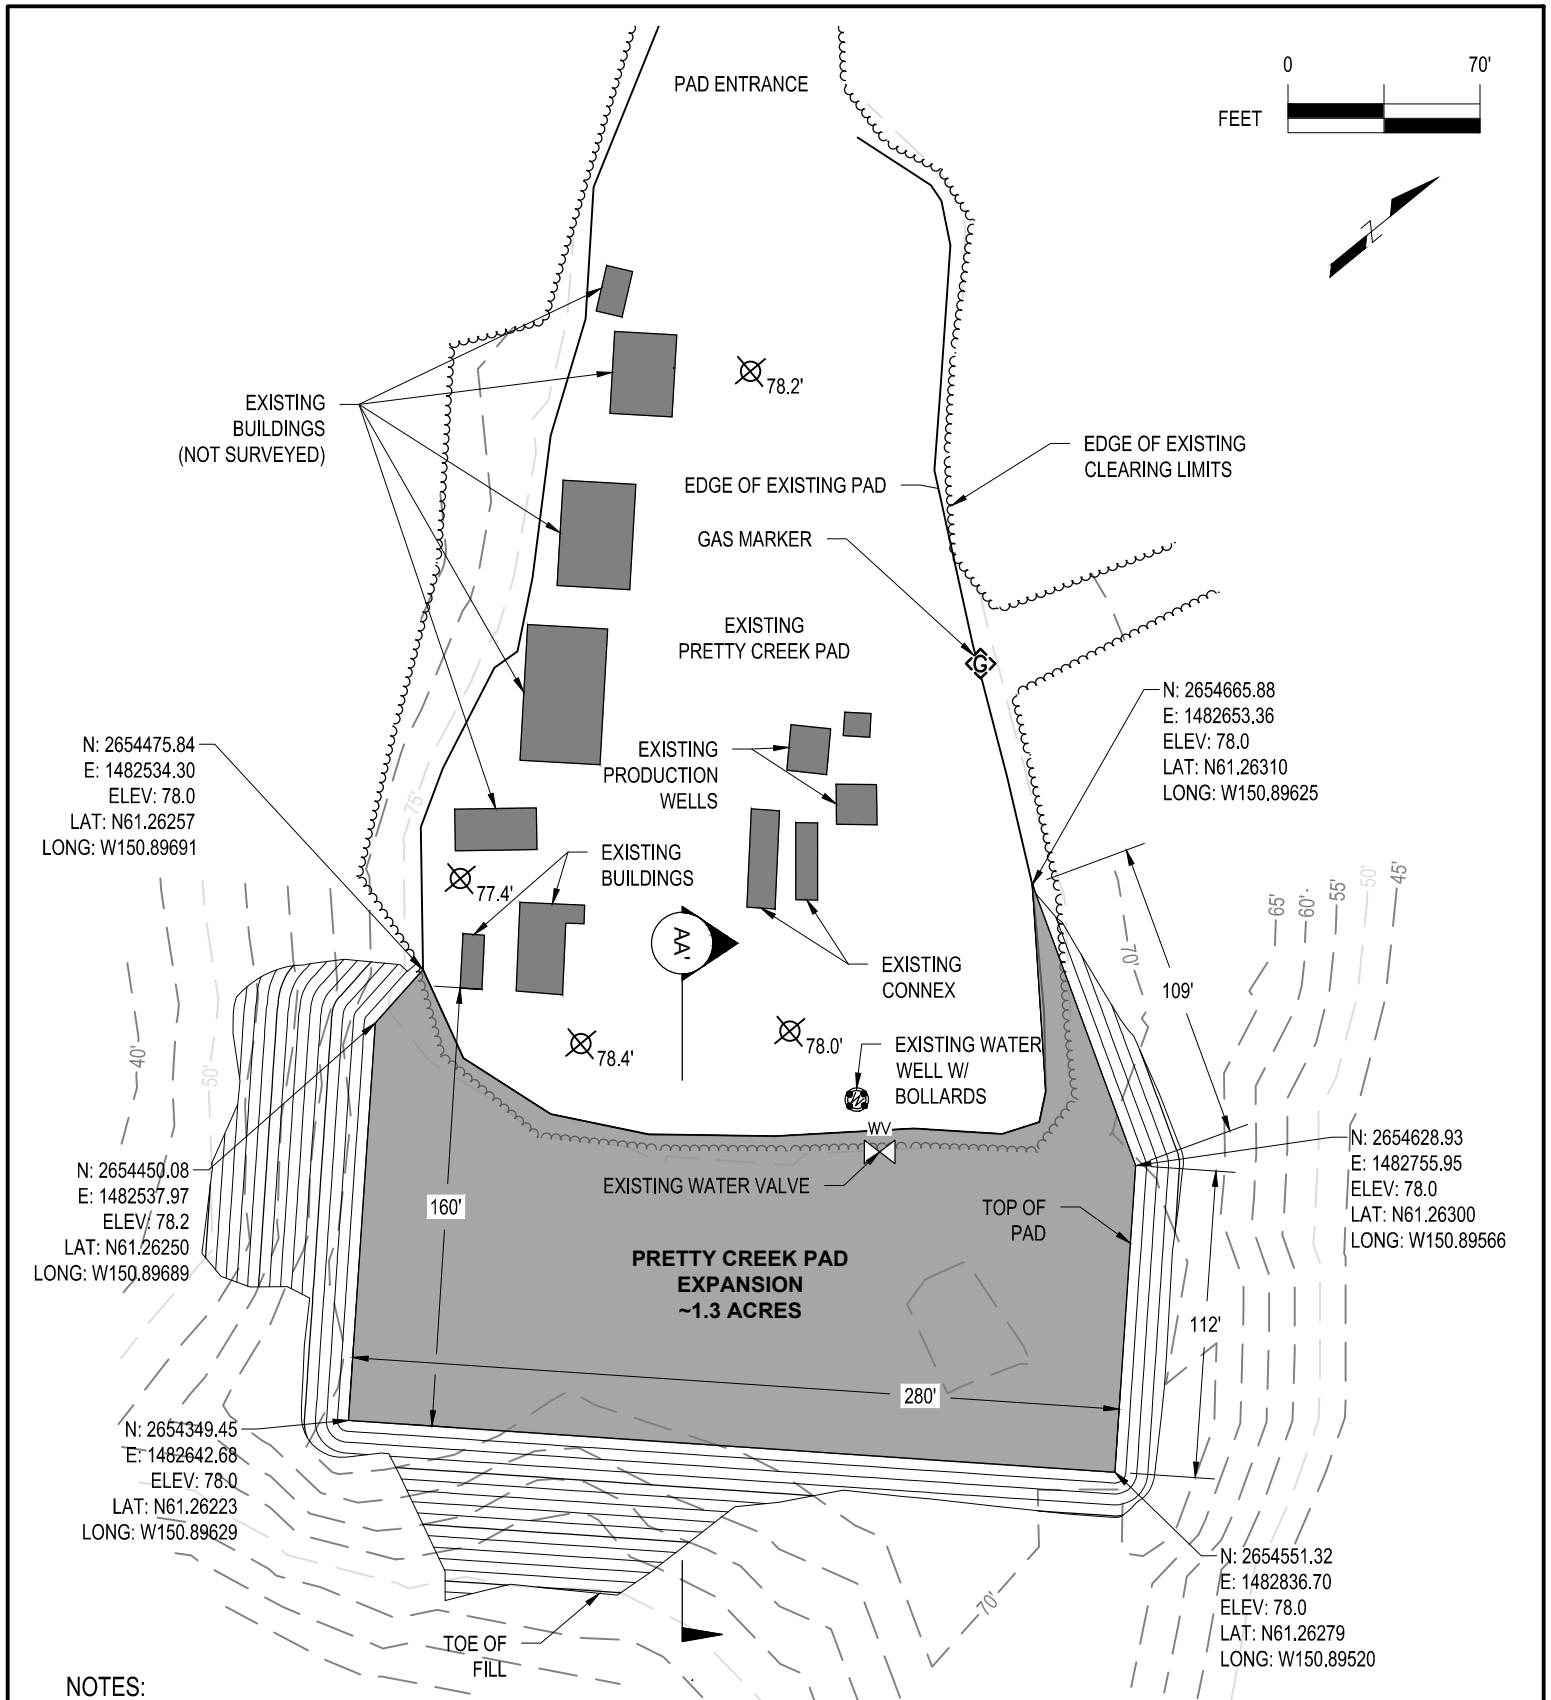 PAD ENTRANCE
0 70'
FEET
N
78.2'
EXISTING
BUILDINGS
(NOT SURVEYED)
EDGE OF EXISTING
CLEARING LIMITS
EDGE OF EXISTING PAD
GAS MARKER
EXISTING
PRETTY CREEK PAD
G
N: 2654665.88
E: 1482653.36
ELEV: 78.0
LAT: N61.26310
LONG: W150.89625
N: 2654475.84
E: 1482534.30
ELEV: 78.0
LAT: N61.26257
LONG: W150.89691
EXISTING
PRODUCTION
WELLS
75'
EXISTING
BUILDINGS
77.4'
AA'
EXISTING
CONNEX
65'
60'
55'
50'
45'
70'
109'
40'
50'
78.4'
78.0'
EXISTING WATER
WELL W/
BOLLARDS
W
WV
EXISTING WATER VALVE
N: 2654450.08
E: 1482537.97
ELEV: 78.2
LAT: N61.26250
LONG: W150.89689
160'
TOP OF
PAD
N: 2654628.93
E: 1482755.95
ELEV: 78.0
LAT: N61.26300
LONG: W150.89566
PRETTY CREEK PAD
EXPANSION
~1.3 ACRES
112'
280'
N: 2654349.45
E: 1482642.68
ELEV: 78.0
LAT: N61.26223
LONG: W150.89629
N: 2654551.32
E: 1482836.70
ELEV: 78.0
LAT: N61.26279
LONG: W150.89520
70'
TOE OF
FILL
NOTES: